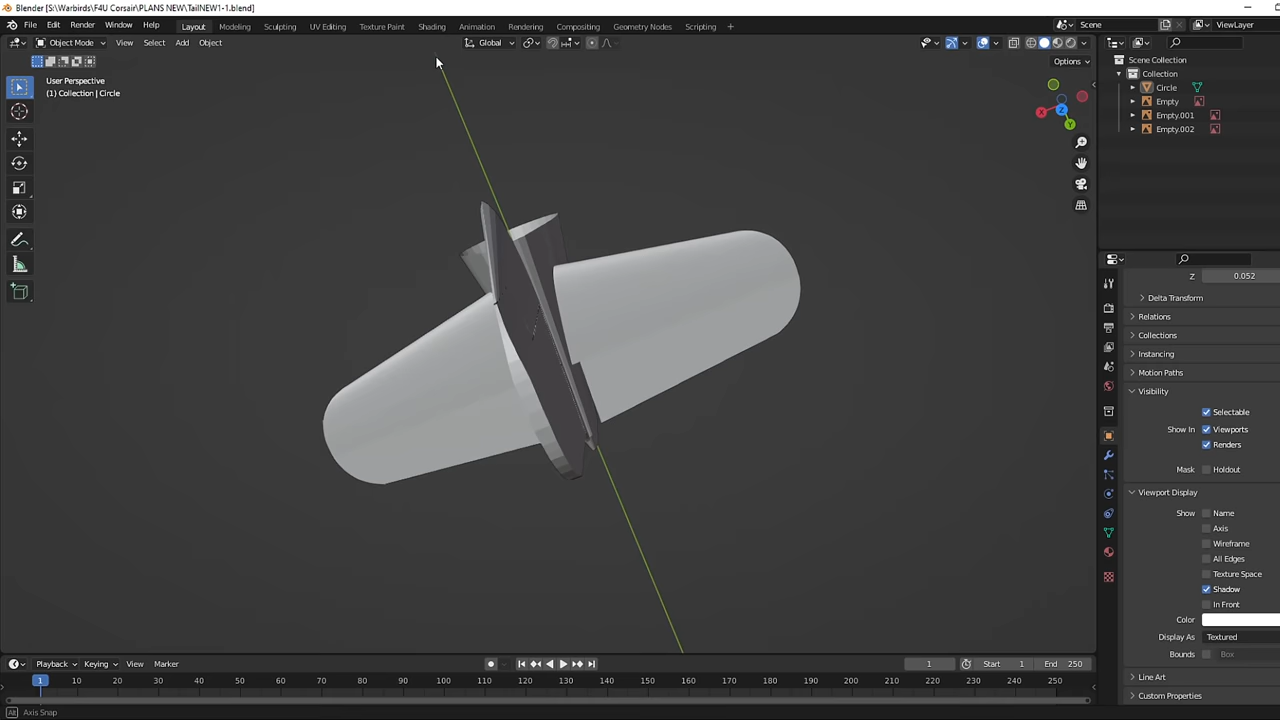 Blender [S:\Warbirds\F4U Corsair\PLANS NEW\TailNEW1-1.blend]
File Edit Render Window Help Layout Modeling Sculpting UV Editing Texture Paint Shading Animation Rendering Compositing Geometry Nodes Scripting + Scene ViewLayer
Object Mode View Select Add Object Global
Options
User Perspective
(1) Collection | Circle
X Z Y
Scene Collection
Collection
Circle
Empty
Empty.001
Empty.002
Z 0.052
Delta Transform
Relations
Collections
Instancing
Motion Paths
Visibility
Selectable
Show In Viewports
Renders
Mask Holdout
Viewport Display
Show Name
Axis
Wireframe
All Edges
Texture Space
Shadow
In Front
Color
Display As Textured
Bounds Box
Line Art
Custom Properties
Playback Keying View Marker 1 Start 1 End 250
1 10 20 30 40 50 60 70 80 90 100 110 120 130 140 150 160 170 180 190 200 210 220 230 240 250
Alt Axis Snap